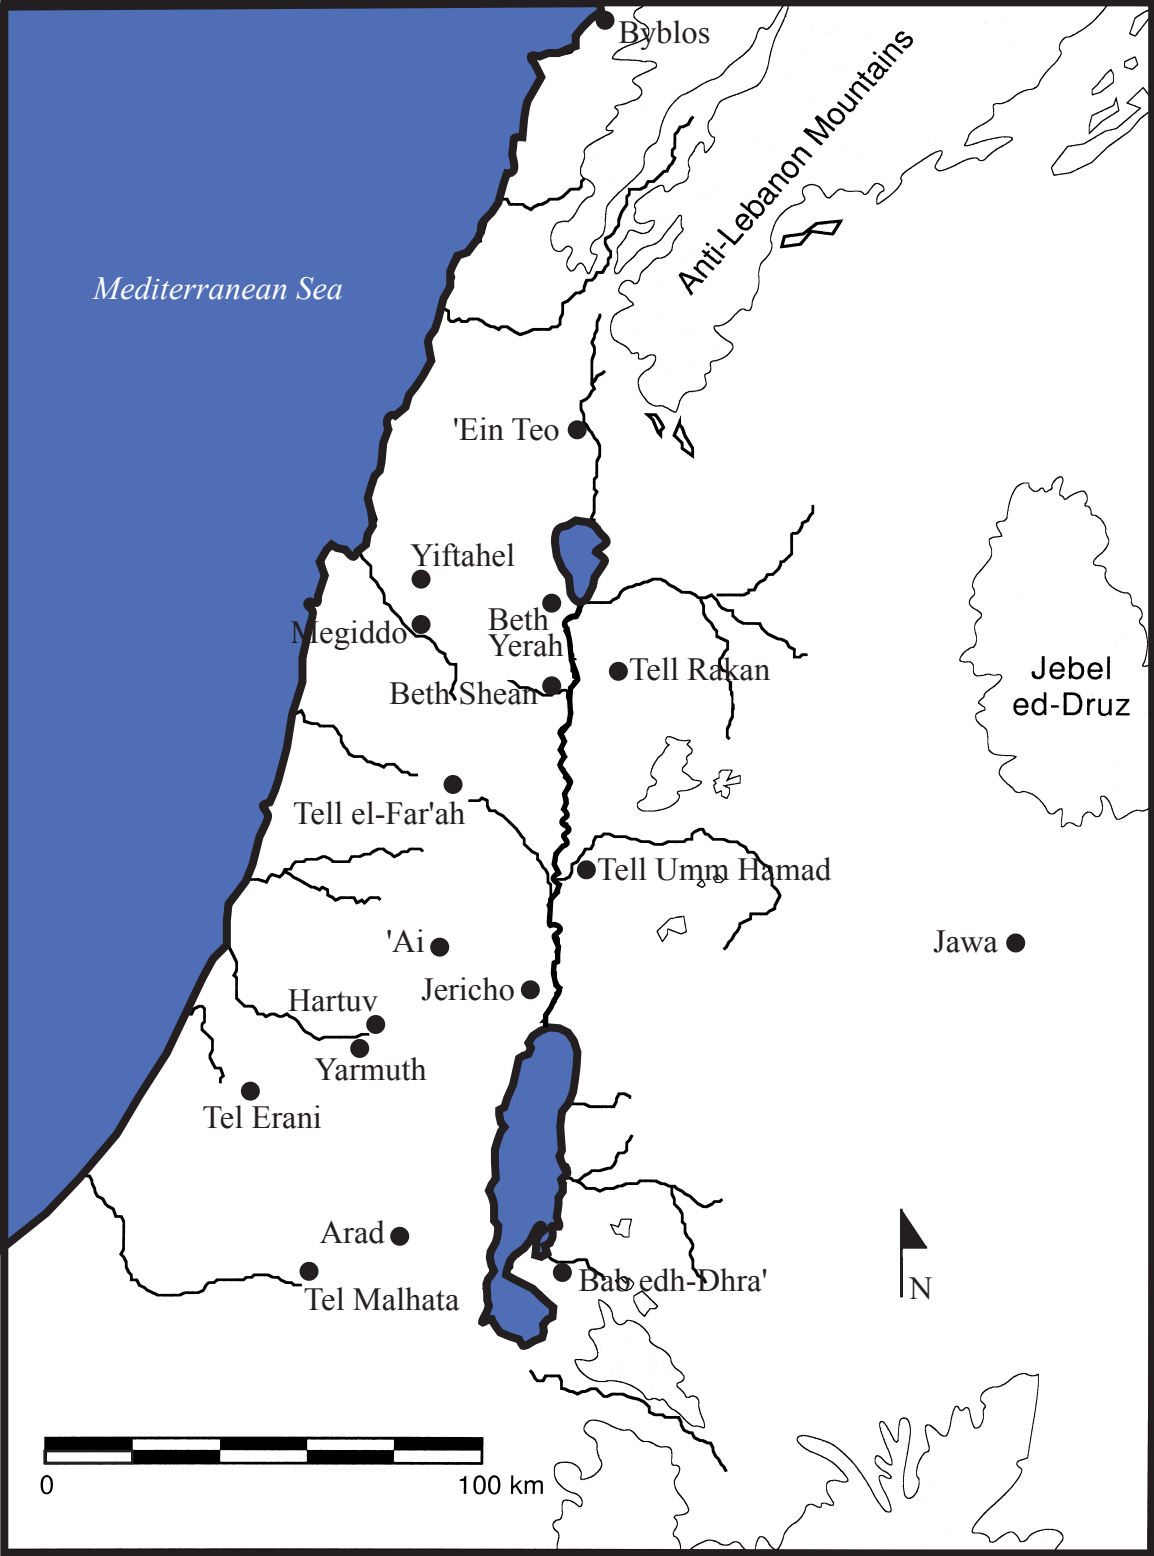 Byblos
Anti-Lebanon Mountains
Mediterranean Sea
'Ein Teo
Yiftahel
Megiddo
Beth
Yerah
Tell Rakan
Beth Shean
Jebel
ed-Druz
Tell el-Far'ah
Tell Umm Hamad
'Ai
Jawa
Jericho
Hartuv
Yarmuth
Tel Erani
Arad
Tel Malhata
Bab edh-Dhra'
N
0
100 km